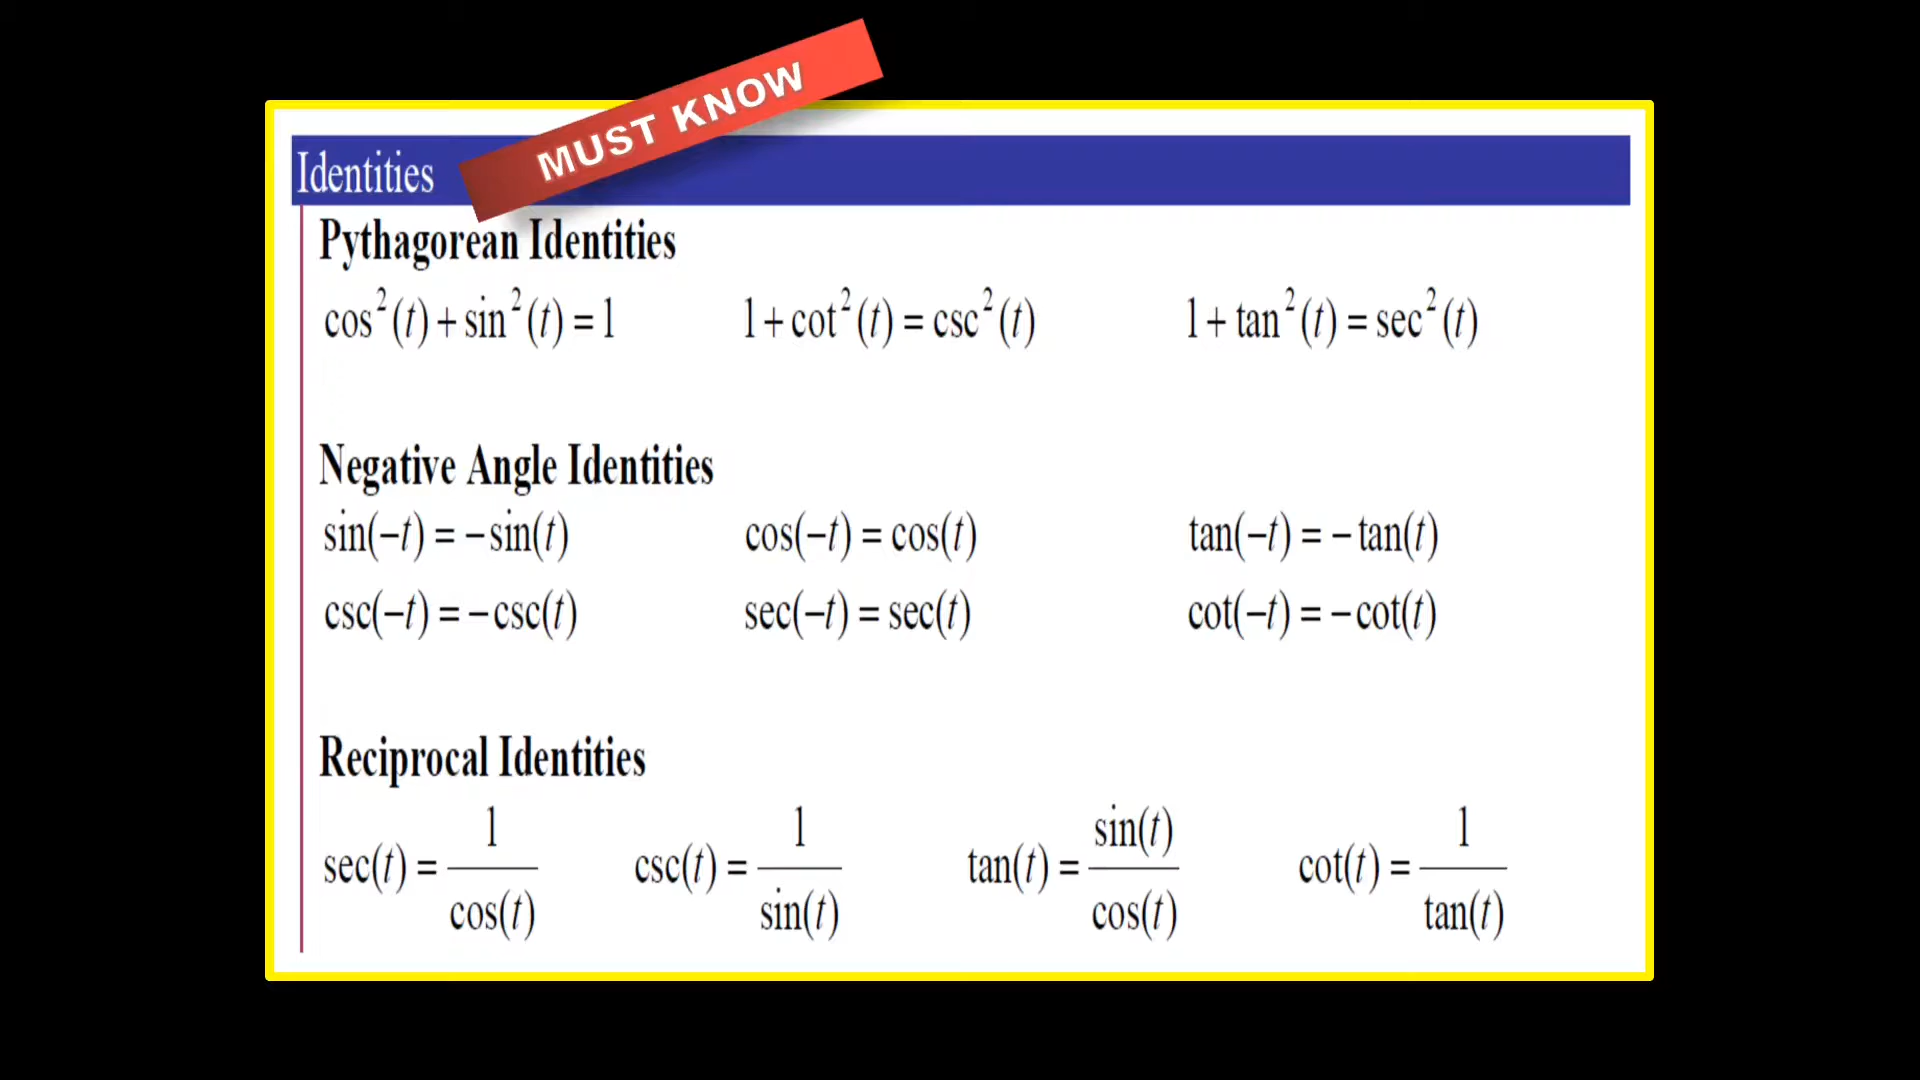 MUST KNOW
Identities
Pythagorean Identities
cos²(t) + sin²(t) = 1    1 + cot²(t) = csc²(t)    1 + tan²(t) = sec²(t)
Negative Angle Identities
sin(−t) = −sin(t)    cos(−t) = cos(t)    tan(−t) = −tan(t)
csc(−t) = −csc(t)    sec(−t) = sec(t)    cot(−t) = −cot(t)
Reciprocal Identities
sec(t) = 1/cos(t)    csc(t) = 1/sin(t)    tan(t) = sin(t)/cos(t)    cot(t) = 1/tan(t)